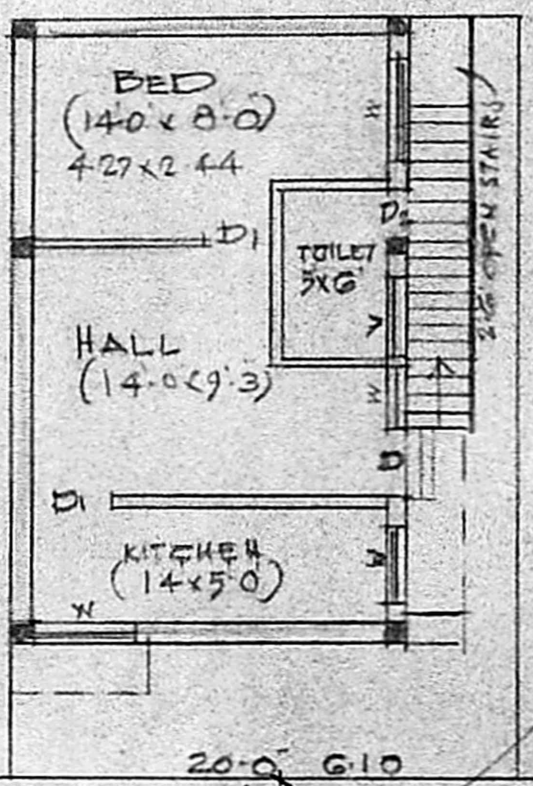 BED
(14'0" x 8'-0")
4.27 x 2.44
W
D2
D1
TOILET
5x6'
2'6" OPEN STAIRS
HALL
(14-0 x 9'-3)
V
W
D
D1
KITCHEN
(14 x 5'0)
W
W
20-0" 6.10